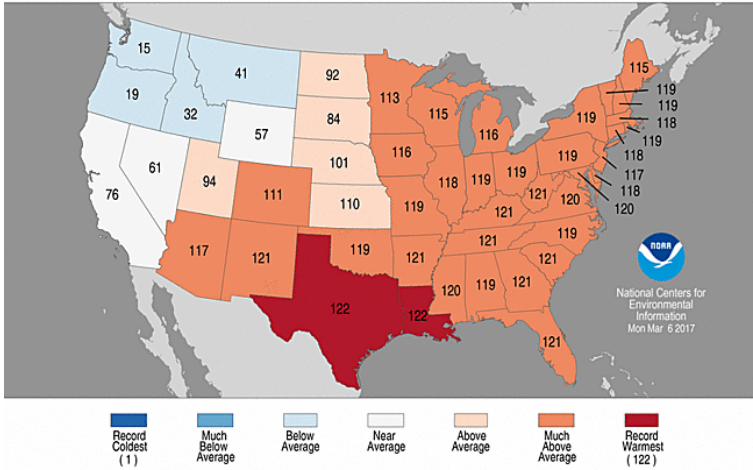 15
41
92
113
115
119
119
118
119
19
32
84
115
116
119
57
101
116
119
118
117
118
120
61
76
94
111
110
118
119
119
121
120
119
121
117
121
119
121
121
119
121
122
122
120
119
121
121
NOAA
National Centers for
Environmental
Information
Mon Mar 6 2017
Record
Coldest
(1)
Much
Below
Average
Below
Average
Near
Average
Above
Average
Much
Above
Average
Record
Warmest
(122)